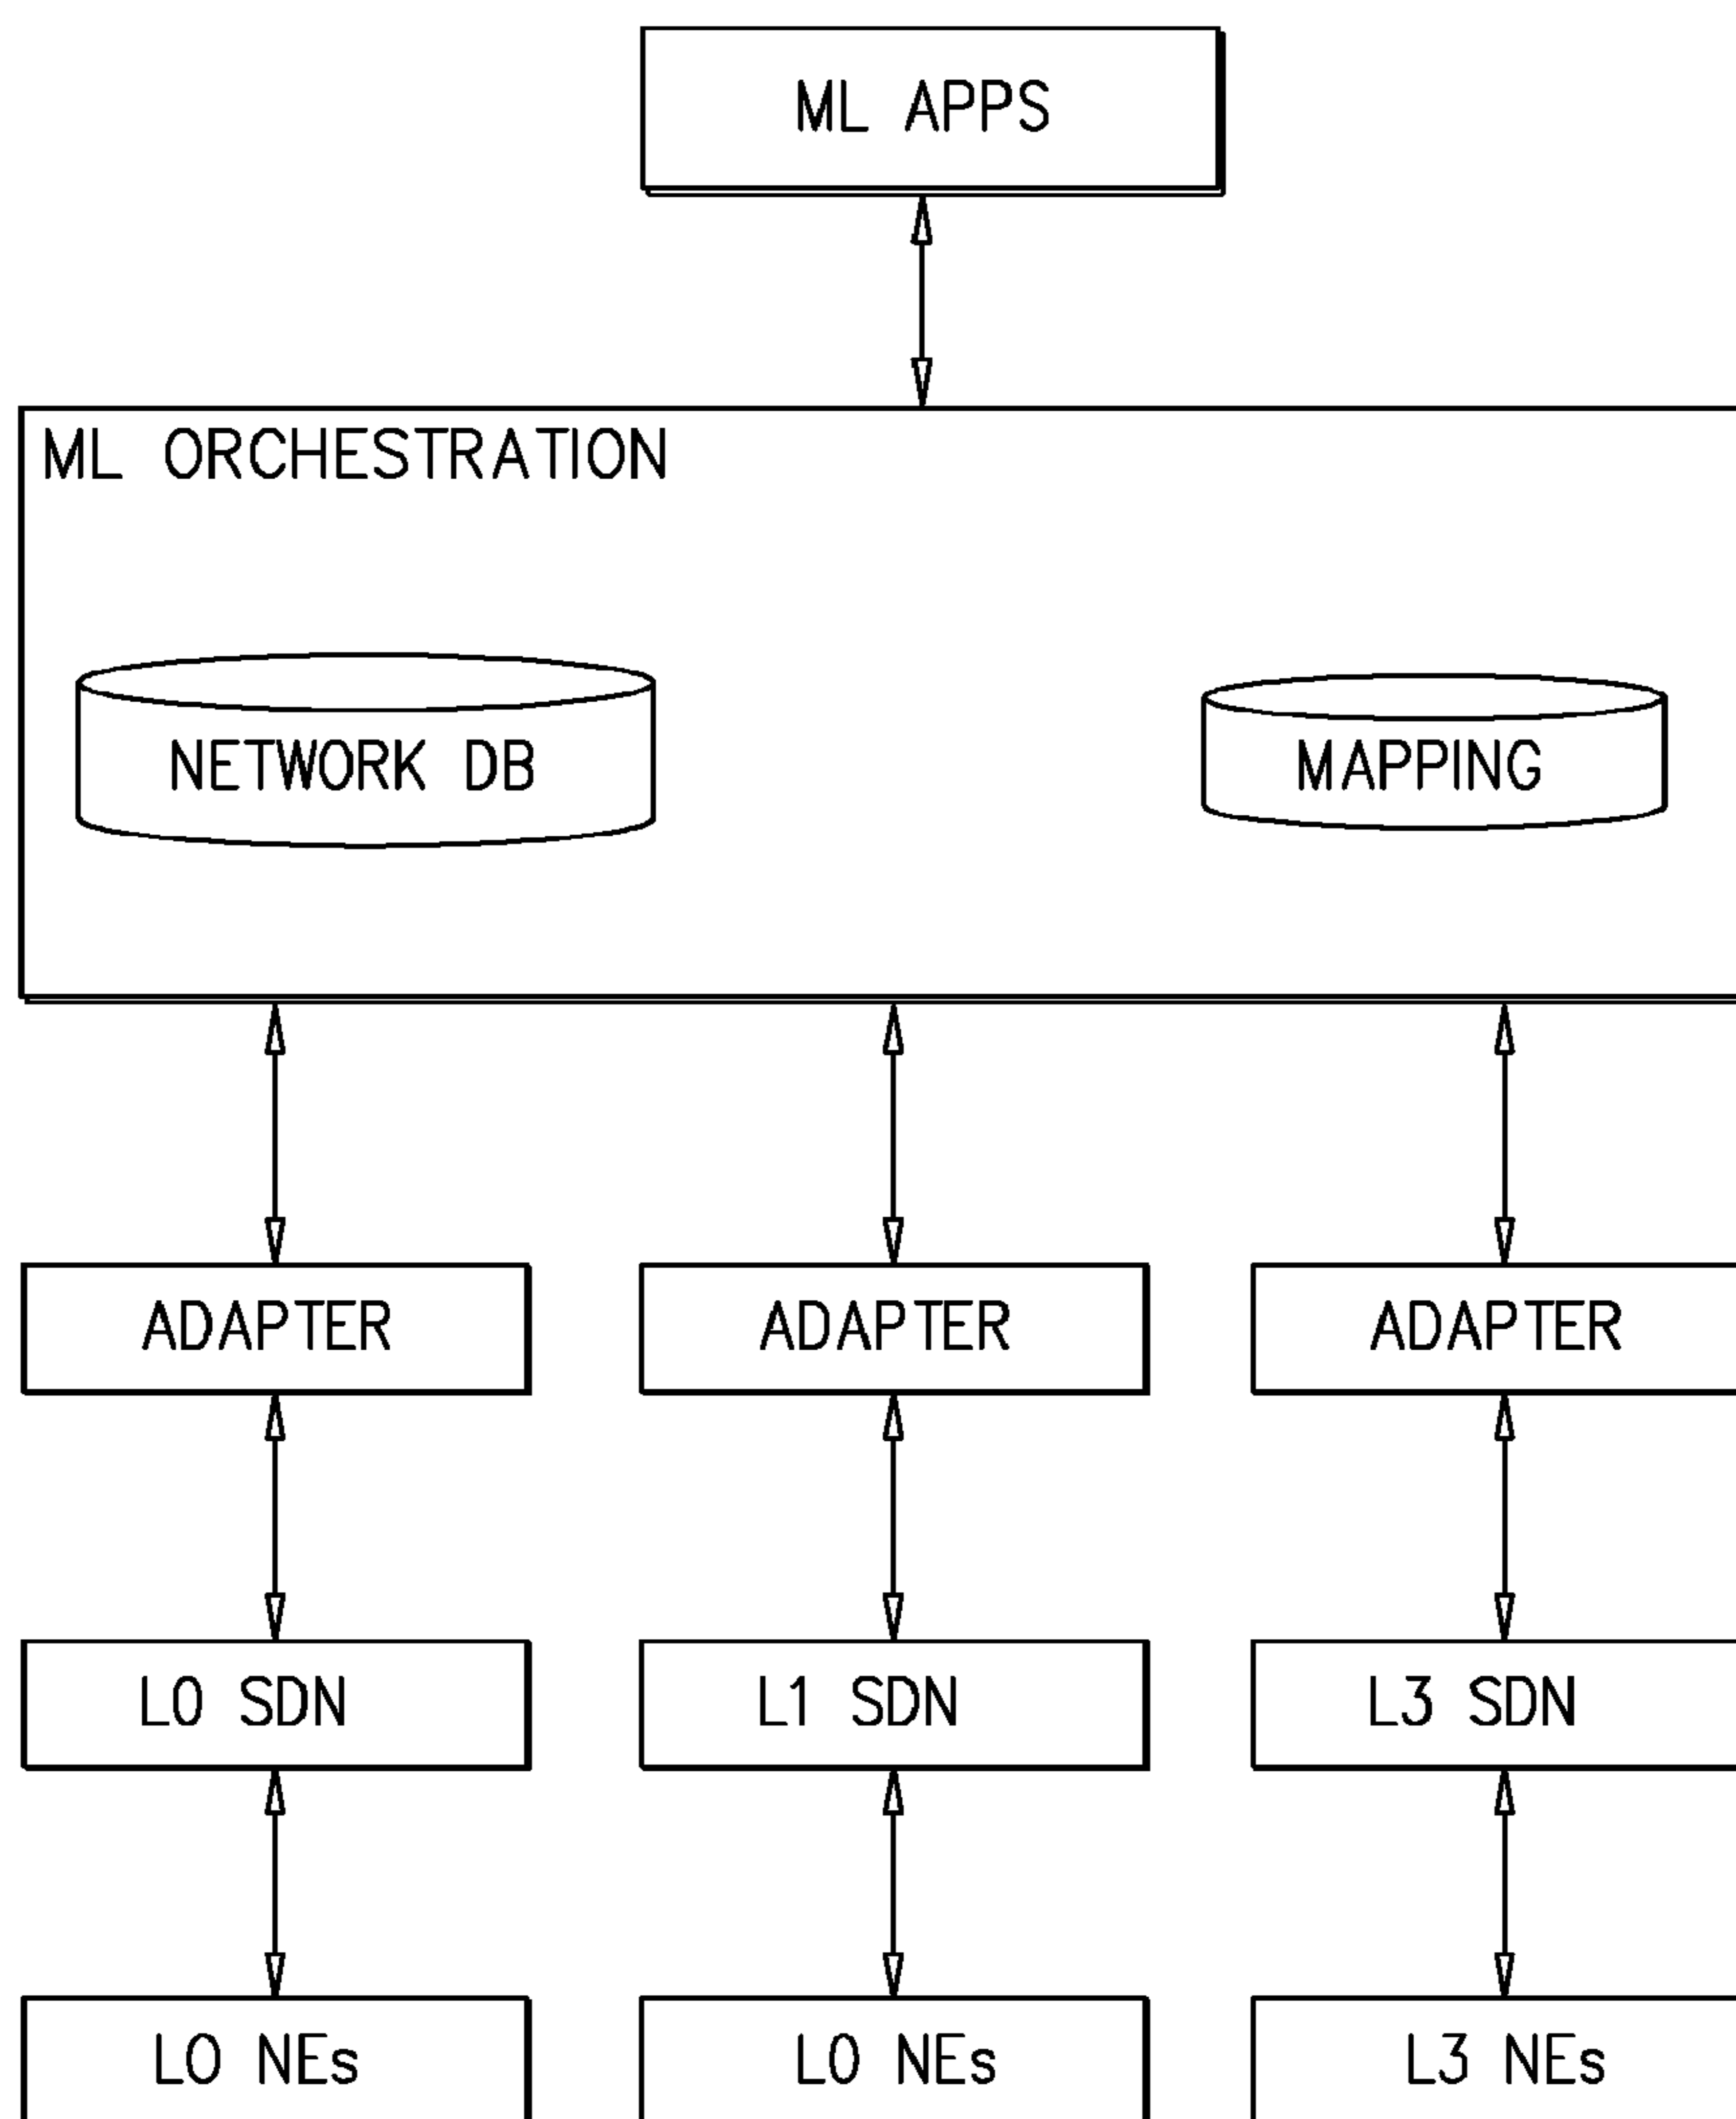 ML APPS
ML ORCHESTRATION
NETWORK DB
MAPPING
ADAPTER
ADAPTER
ADAPTER
L0 SDN
L1 SDN
L3 SDN
L0 NEs
L0 NEs
L3 NEs